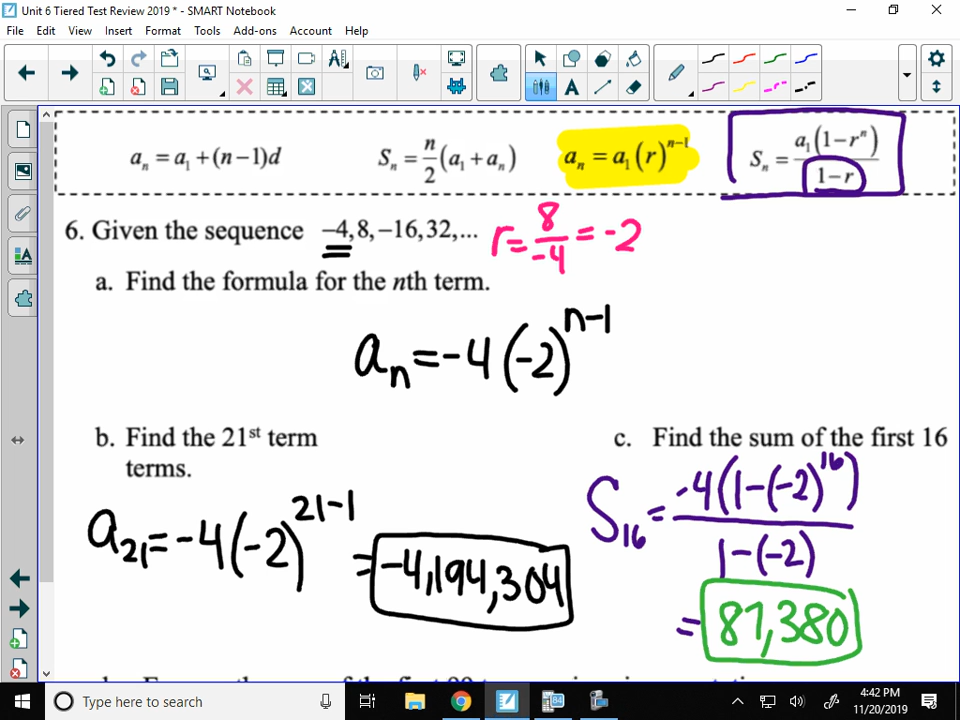 Unit 6 Tiered Test Review 2019 * - SMART Notebook
File Edit View Insert Format Tools Add-ons Account Help
aₙ = a₁ + (n−1)d Sₙ = n/2 (a₁ + aₙ) aₙ = a₁(r)ⁿ⁻¹ Sₙ = a₁(1−rⁿ)/(1−r)
6. Given the sequence −4, 8, −16, 32, ... r = 8/-4 = -2
a. Find the formula for the nth term.
aₙ = -4(-2)ⁿ⁻¹
b. Find the 21ˢᵗ term c. Find the sum of the first 16
terms.
a₂₁ = -4(-2)²¹⁻¹ = -4,194,304
S₁₆ = -4(1-(-2)¹⁶)/(1-(-2))
= 87,380
Type here to search
4:42 PM
11/20/2019